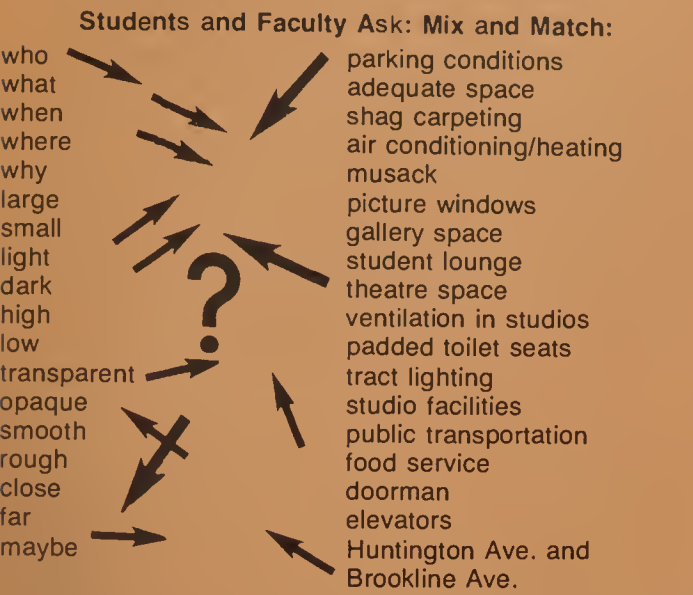 Students and Faculty Ask: Mix and Match:
who
what
when
where
why
large
small
light
dark
high
low
transparent
opaque
smooth
rough
close
far
maybe
?
parking conditions
adequate space
shag carpeting
air conditioning/heating
musack
picture windows
gallery space
student lounge
theatre space
ventilation in studios
padded toilet seats
tract lighting
studio facilities
public transportation
food service
doorman
elevators
Huntington Ave. and
Brookline Ave.